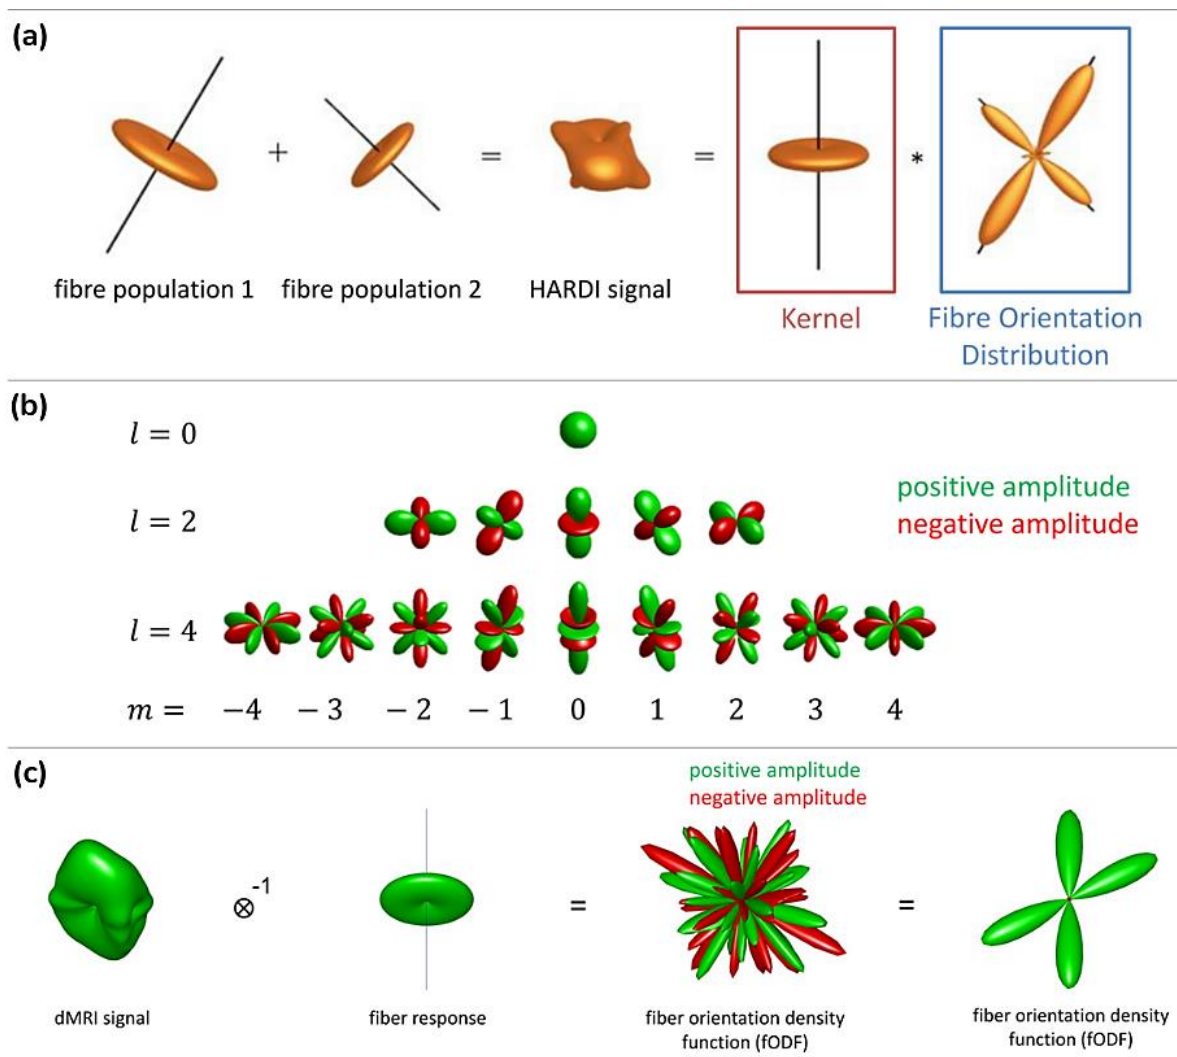 (a)
+ = = *
fibre population 1 fibre population 2 HARDI signal
Kernel
Fibre Orientation
Distribution
(b)
l = 0
l = 2
l = 4
m = −4 −3 −2 −1 0 1 2 3 4
positive amplitude
negative amplitude
(c)
positive amplitude
negative amplitude
⊗-1 = =
dMRI signal
fiber response
fiber orientation density
function (fODF)
fiber orientation density
function (fODF)